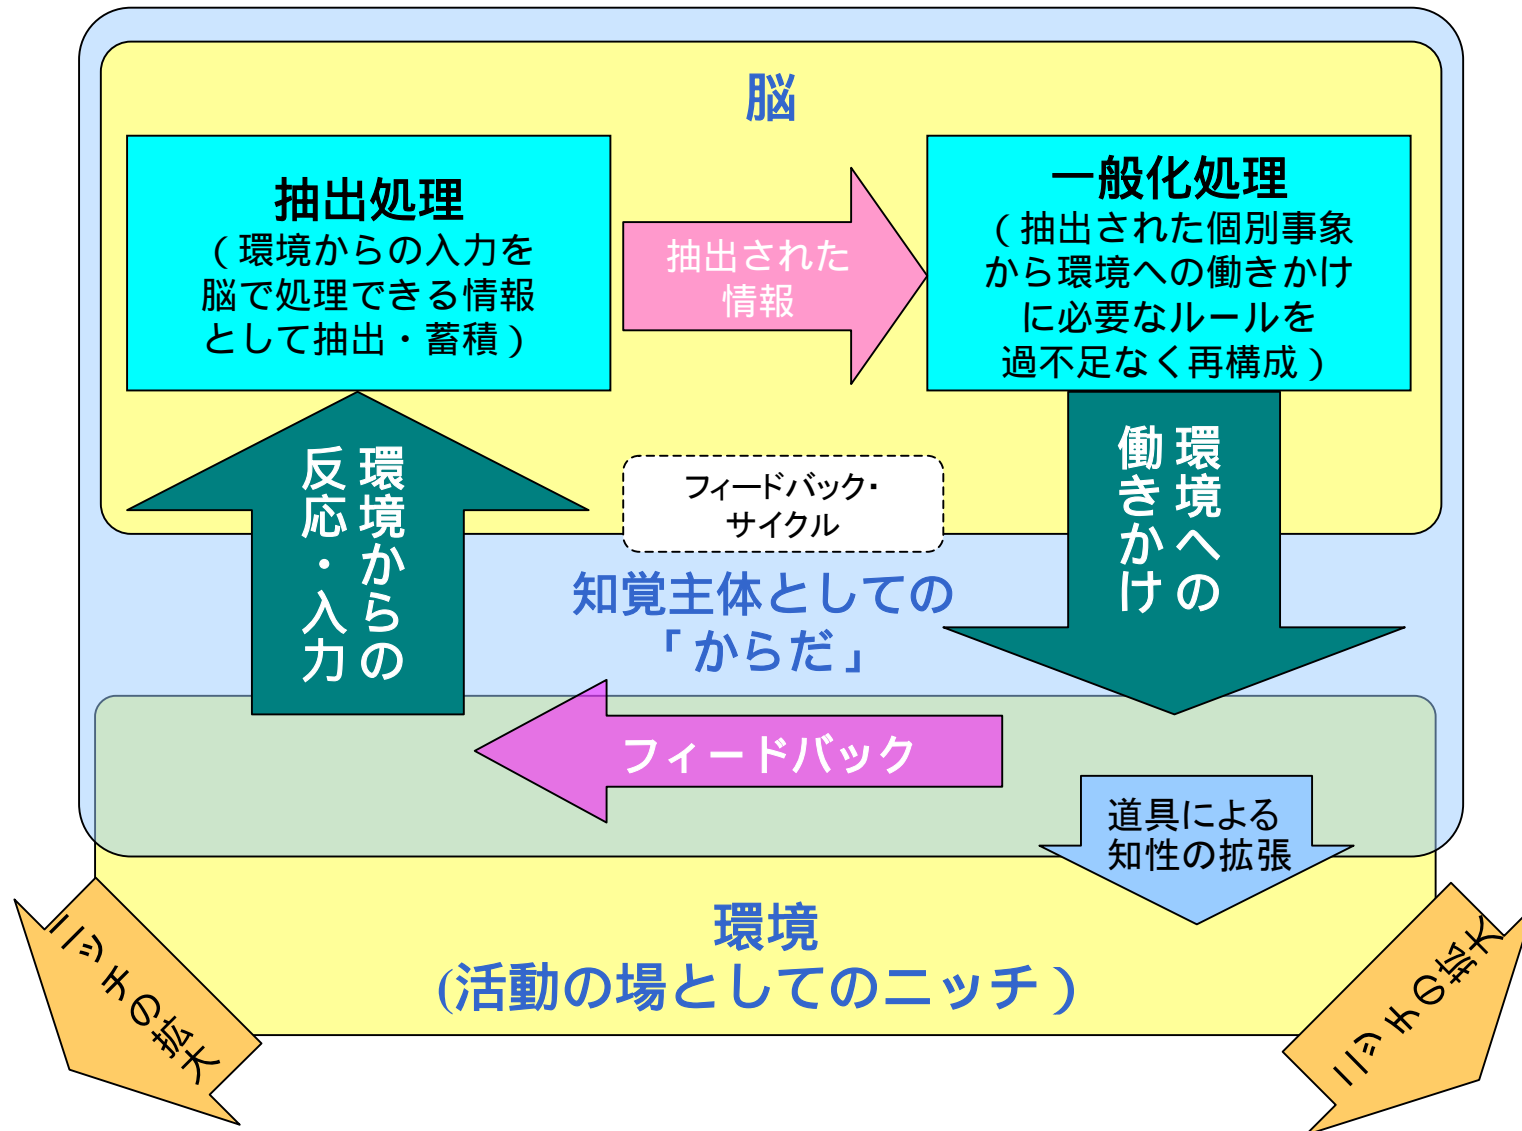 脳
抽出処理
（環境からの入力を
脳で処理できる情報
として抽出・蓄積）
抽出された
情報
一般化処理
（抽出された個別事象
から環境への働きかけ
に必要なルールを
過不足なく再構成）
環境からの
反応・入力
フィードバック・
サイクル
環境への
働きかけ
知覚主体としての
「からだ」
フィードバック
道具による
知性の拡張
環境
(活動の場としてのニッチ）
ニッチの拡大
ニッチの拡大